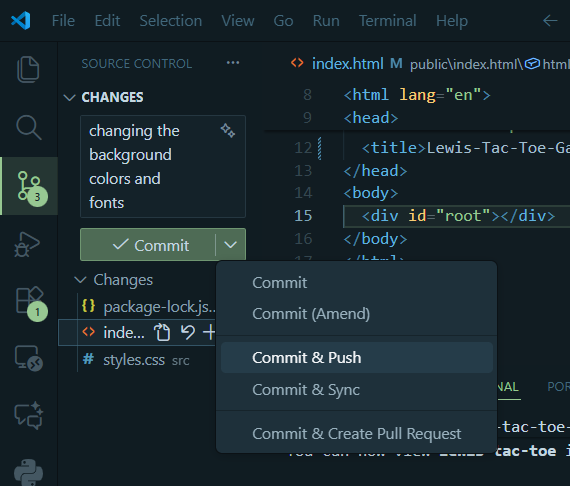 File Edit Selection View Go Run Terminal Help
SOURCE CONTROL
index.html M public\index.html\ html
CHANGES
changing the
background
colors and
fonts
Commit
Changes
package-lock.js...
inde...
styles.css src
3
1
8 <html lang="en">
9 <head>
12 <title>Lewis-Tac-Toe-Ga
13 </head>
14 <body>
15 <div id="root"></div>
16 </body>
17 </html>
Commit
Commit (Amend)
Commit & Push
Commit & Sync
Commit & Create Pull Request
NAL POR
-tac-toe-
You can now view lewis-tac-toe i